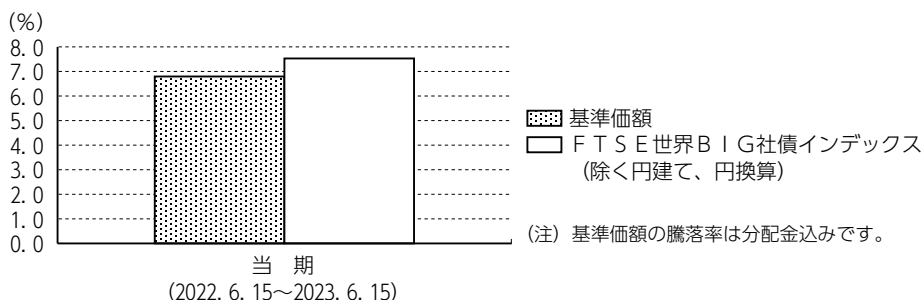 (%)
8.0
7.0
6.0
5.0
4.0
3.0
2.0
1.0
0.0
基準価額
ＦＴＳＥ世界ＢＩＧ社債インデックス
(除く円建て、円換算)
(注) 基準価額の騰落率は分配金込みです。
当　期
(2022. 6. 15～2023. 6. 15)